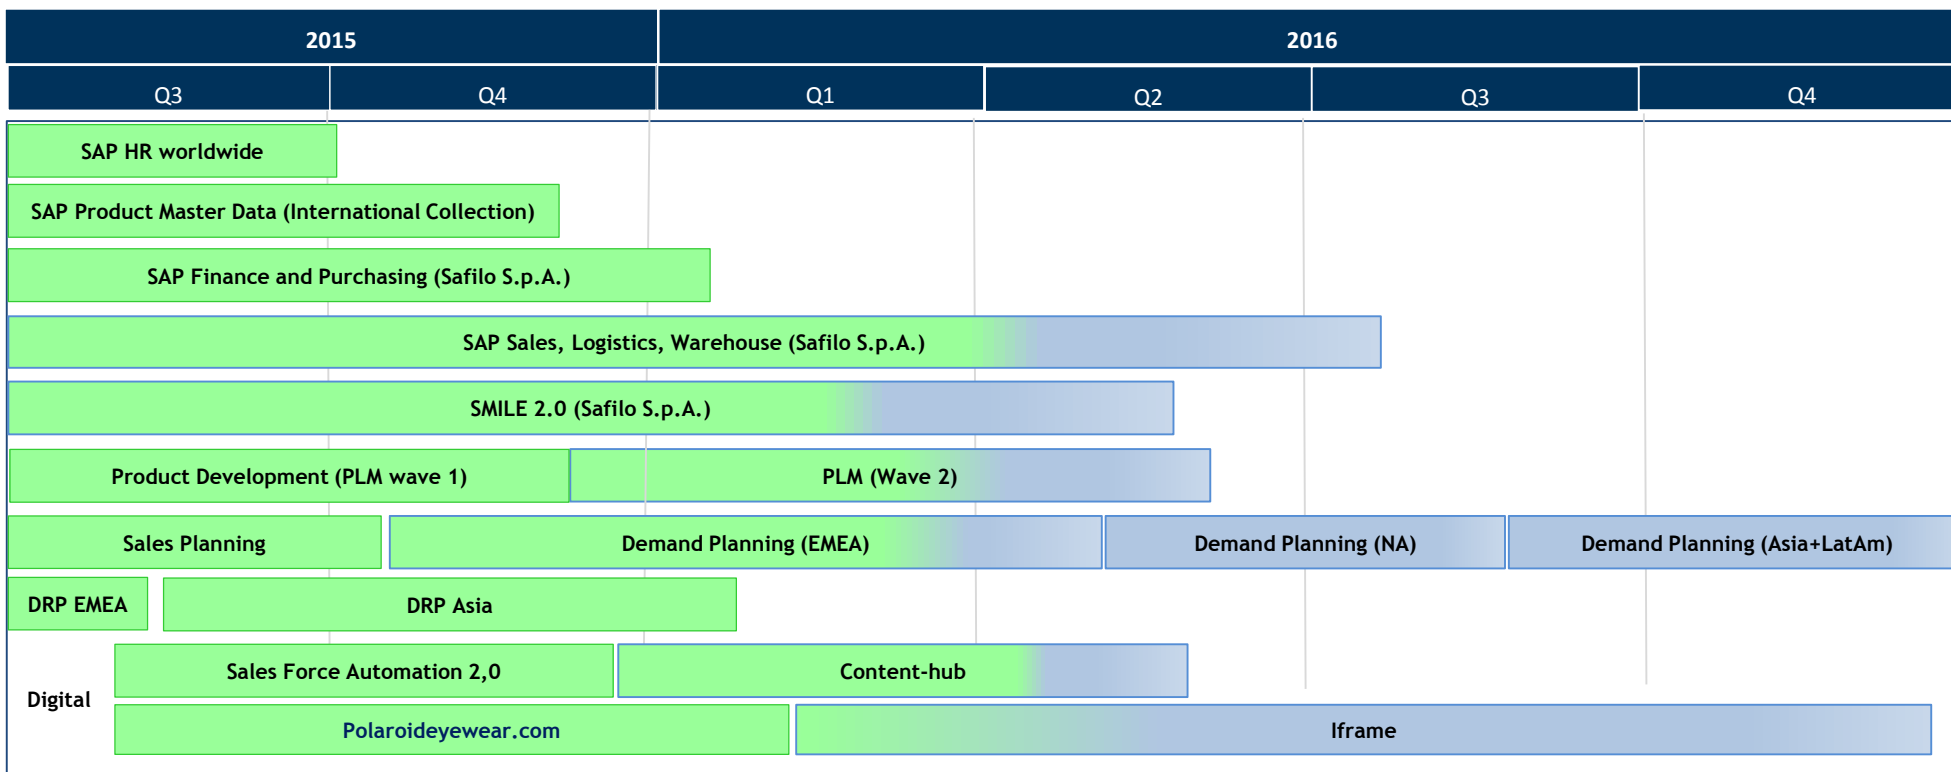 2015 2016
Q3 Q4 Q1 Q2 Q3 Q4
SAP HR worldwide
SAP Product Master Data (International Collection)
SAP Finance and Purchasing (Safilo S.p.A.)
SAP Sales, Logistics, Warehouse (Safilo S.p.A.)
SMILE 2.0 (Safilo S.p.A.)
Product Development (PLM wave 1) PLM (Wave 2)
Sales Planning Demand Planning (EMEA) Demand Planning (NA) Demand Planning (Asia+LatAm)
DRP EMEA DRP Asia
Sales Force Automation 2,0 Content-hub
Digital
Polaroideyewear.com Iframe